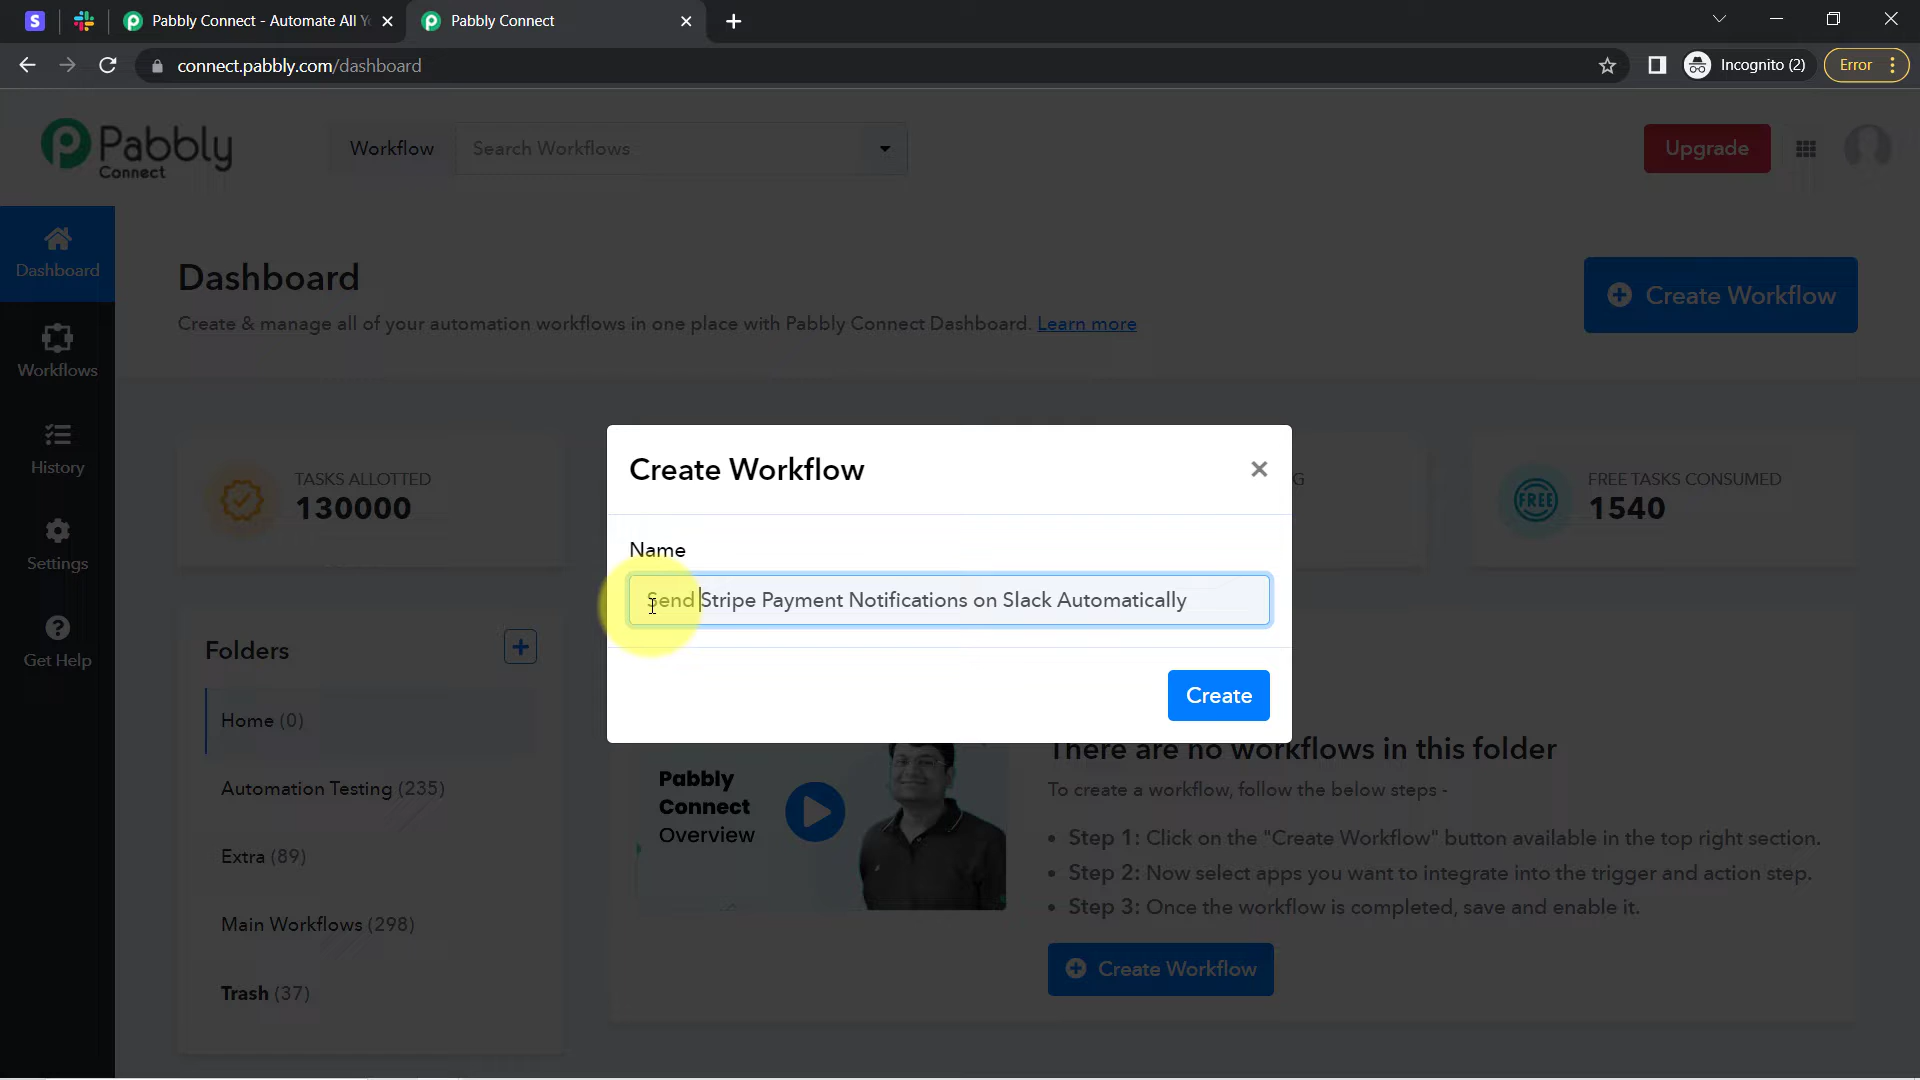 S
Pabbly Connect - Automate All Y
Pabbly Connect
connect.pabbly.com/dashboard
Incognito (2)
Error
Pabbly
Connect
Workflow
Search Workflows
Upgrade
Dashboard
Workflows
History
Settings
Get Help
Dashboard
Create & manage all of your automation workflows in one place with Pabbly Connect Dashboard. Learn more
Create Workflow
TASKS ALLOTTED
130000
G
FREE
FREE TASKS CONSUMED
1540
Create Workflow
Name
Send Stripe Payment Notifications on Slack Automatically
Create
Folders
Home (0)
Automation Testing (235)
Extra (89)
Main Workflows (298)
Trash (37)
Pabbly
Connect
Overview
There are no workflows in this folder
To create a workflow, follow the below steps -
• Step 1: Click on the "Create Workflow" button available in the top right section.
• Step 2: Now select apps you want to integrate into the trigger and action step.
• Step 3: Once the workflow is completed, save and enable it.
Create Workflow